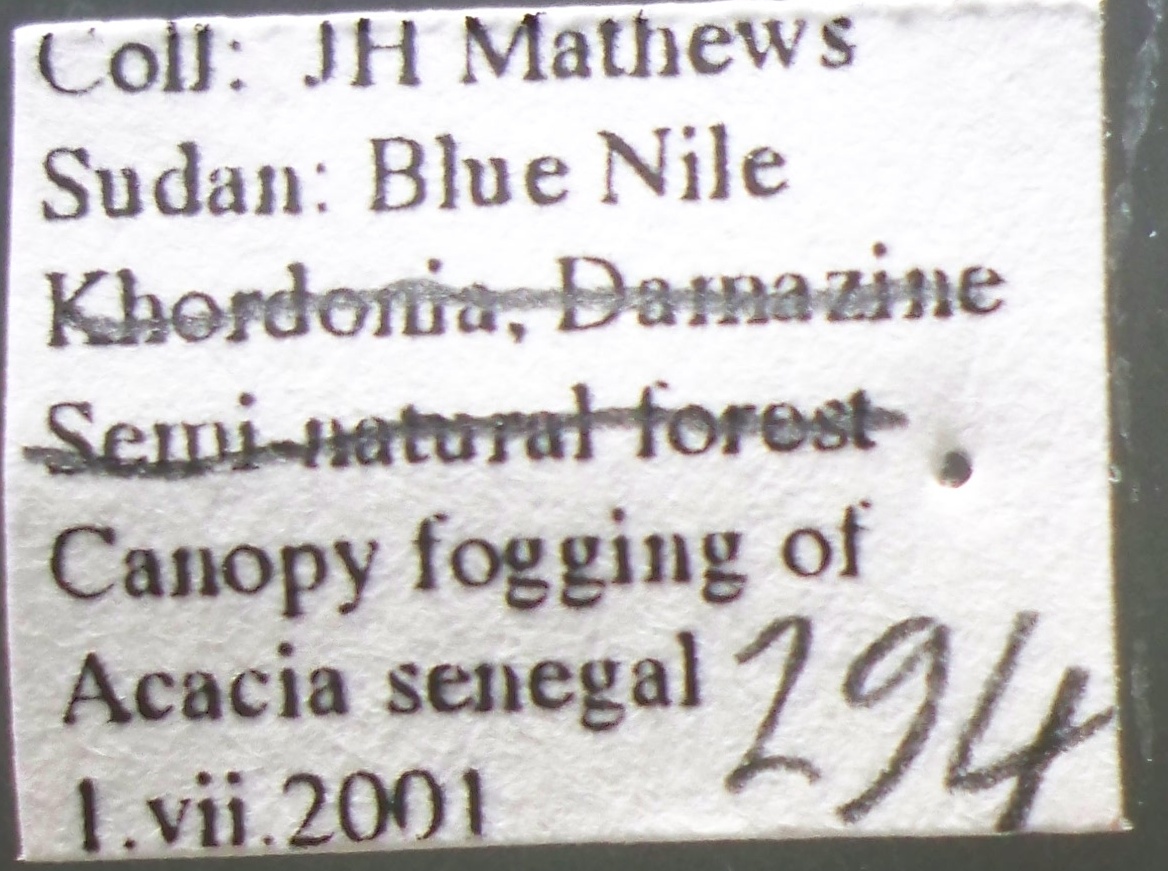 Coll: JH Mathews
Sudan: Blue Nile
Khordonia, Damazine
Semi-natural forest
Canopy fogging of
Acacia senegal 294
1.vii.2001